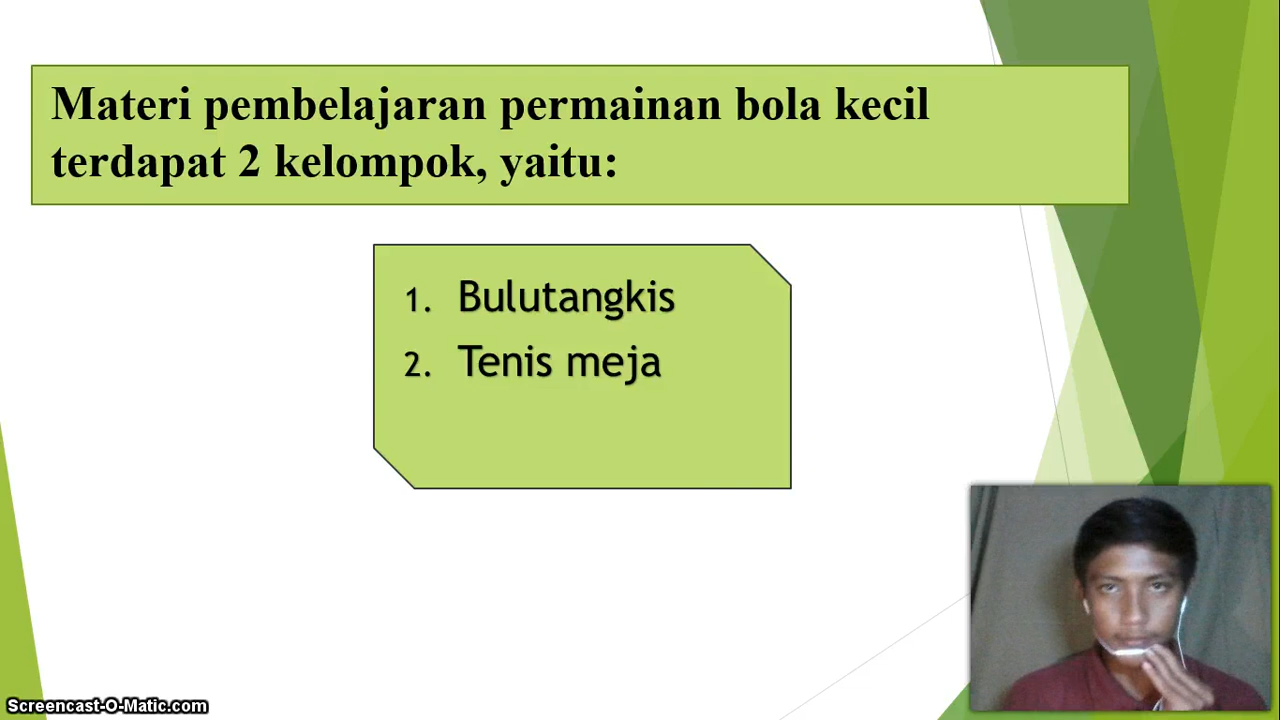 Materi pembelajaran permainan bola kecil
terdapat 2 kelompok, yaitu:
1. Bulutangkis
2. Tenis meja
Screencast-O-Matic.com